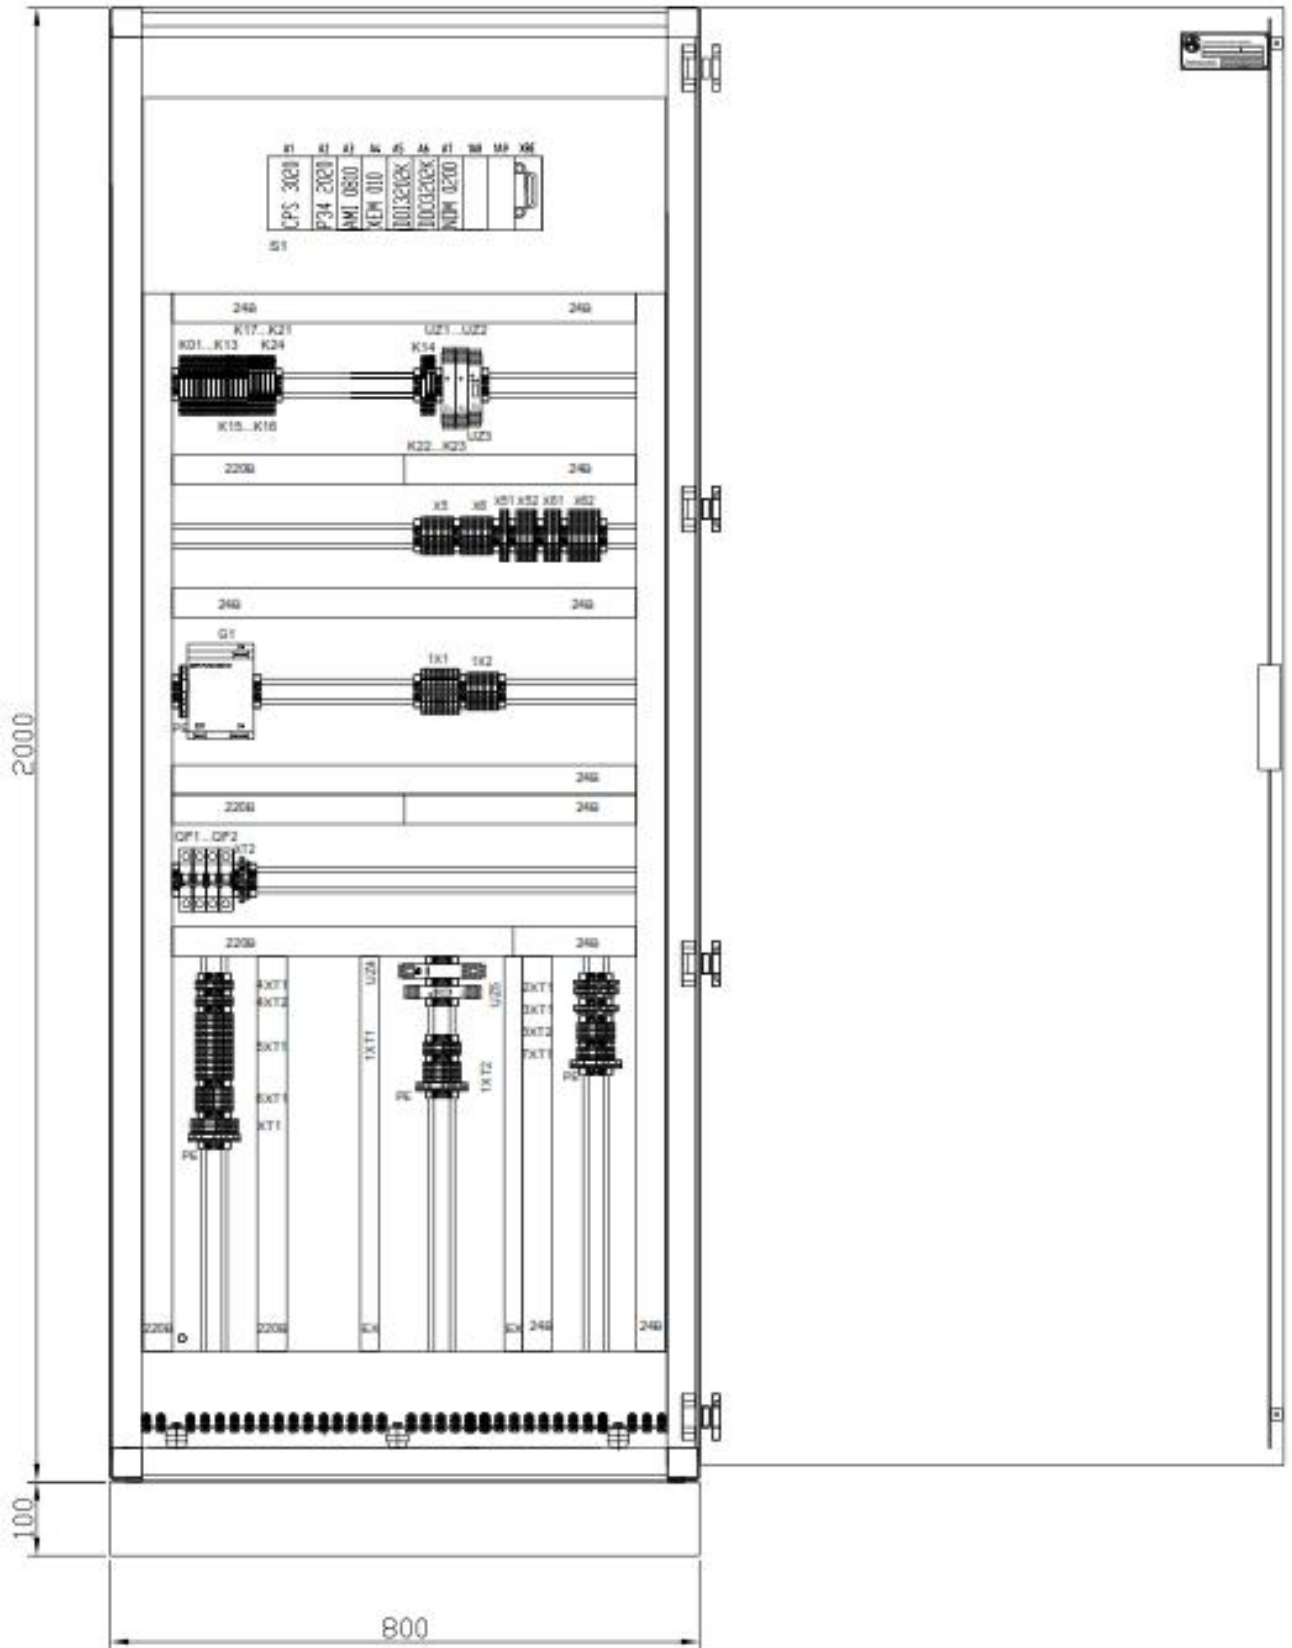 A1 A2 A3 A4 A5 A6 A7 XRE
CPS 3020
P34 2020
AMI 0810
XEM 010
DDI3202K
DDO3202K
NOM 0200
S1
24В 24В
K17...K21 UZ1...UZ2
K01...K13 K24 K14
K15...K16 UZ3
K22...K23
220В 24В
X5 X6 X51 X52 X61 X62
24В 24В
G1
1X1 1X2
PE
2000
24В
220В 24В
QF1...QF2
XT2
220В 24В
4XT1 UZ4 UZ5 2XT1
4XT2 3XT1
5XT1 1XT1 3XT2
1XT2 7XT1
6XT1 PE PE
XT1
PE
220В 220В EX EX 24В 24В
100
800